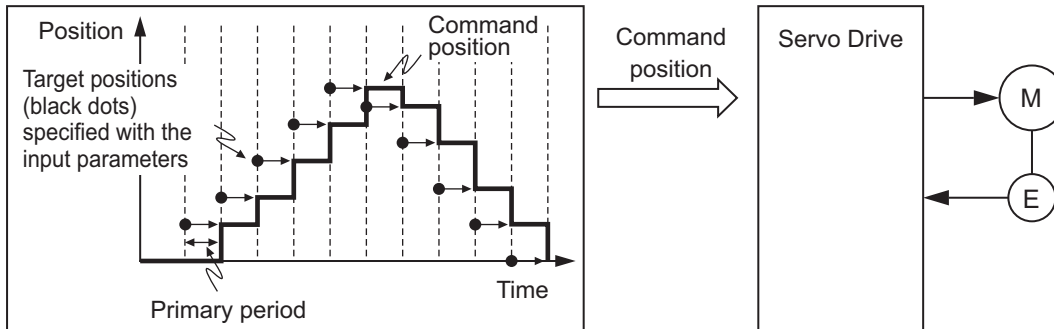 Position
Command
position
Target positions
(black dots)
specified with the
input parameters
Primary period
Time
Command
position
Servo Drive
M
E